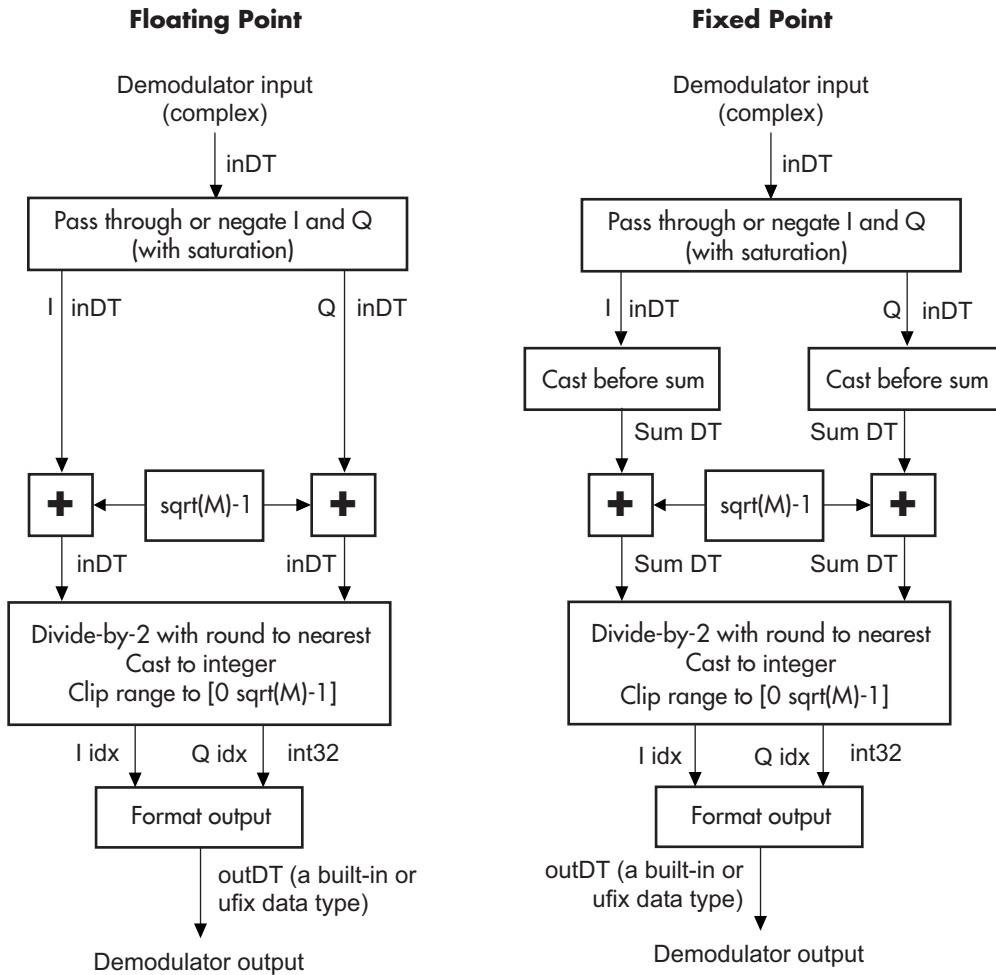 Floating Point
Demodulator input
(complex)
inDT
Pass through or negate I and Q
(with saturation)
I inDT
Q inDT
+
sqrt(M)-1
+
inDT
inDT
Divide-by-2 with round to nearest
Cast to integer
Clip range to [0 sqrt(M)-1]
I idx
Q idx
int32
Format output
outDT (a built-in or
ufix data type)
Demodulator output
Fixed Point
Demodulator input
(complex)
inDT
Pass through or negate I and Q
(with saturation)
I inDT
Q inDT
Cast before sum
Cast before sum
Sum DT
Sum DT
+
sqrt(M)-1
+
Sum DT
Sum DT
Divide-by-2 with round to nearest
Cast to integer
Clip range to [0 sqrt(M)-1]
I idx
Q idx
int32
Format output
outDT (a built-in or
ufix data type)
Demodulator output